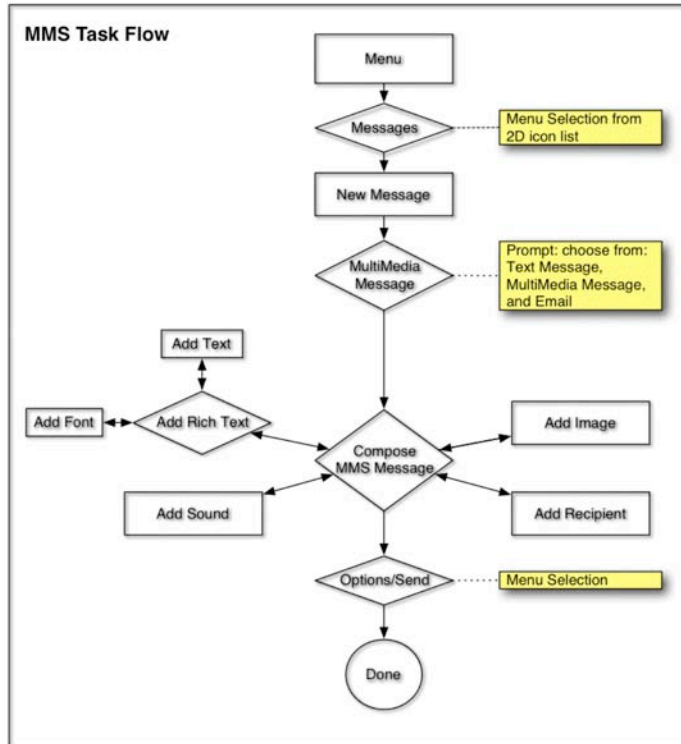 MMS Task Flow
Menu
Messages
Menu Selection from
2D icon list
New Message
MultiMedia
Message
Prompt: choose from:
Text Message,
MultiMedia Message,
and Email
Add Text
Add Font
Add Rich Text
Add Image
Compose
MMS Message
Add Sound
Add Recipient
Options/Send
Menu Selection
Done